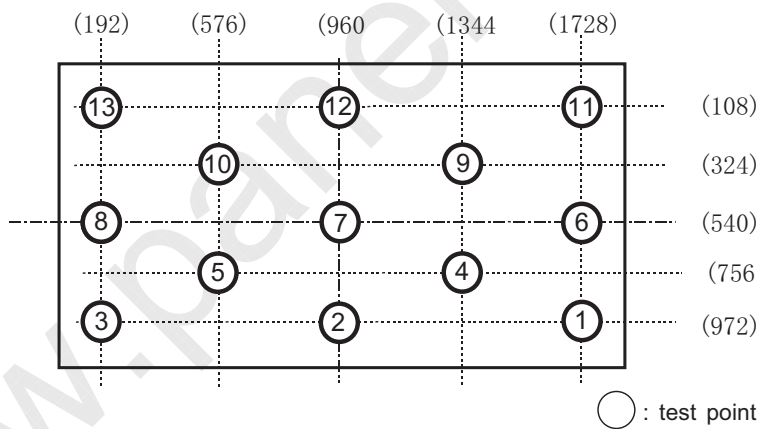 (192) (576) (960 (1344 (1728)
13 12 11 (108)
10 9 (324)
8 7 6 (540)
5 4 (756
3 2 1 (972)
: test point
w.pane